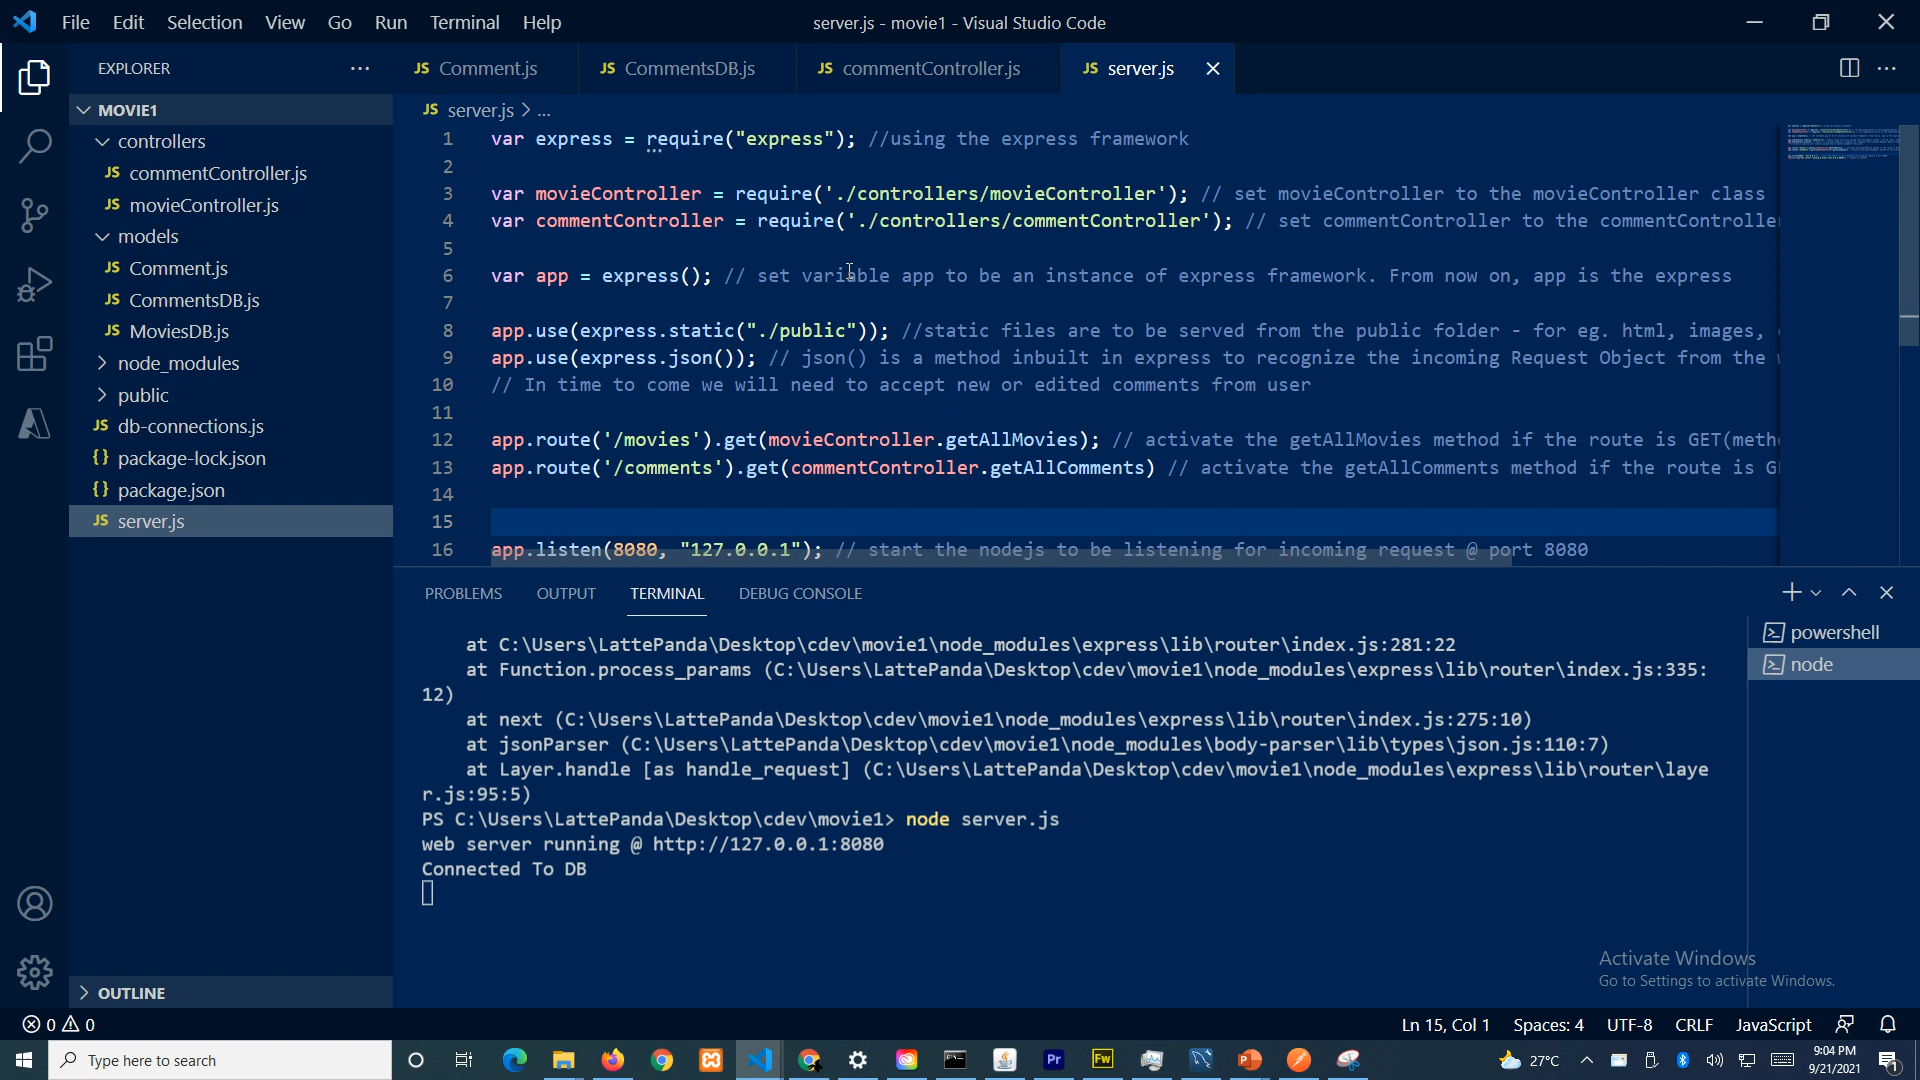 File Edit Selection View Go Run Terminal Help
server.js - movie1 - Visual Studio Code
EXPLORER
MOVIE1
controllers
JS commentController.js
JS movieController.js
models
JS Comment.js
JS CommentsDB.js
JS MoviesDB.js
node_modules
public
JS db-connections.js
{} package-lock.json
{} package.json
JS server.js
OUTLINE
JS Comment.js
JS CommentsDB.js
JS commentController.js
JS server.js
JS server.js > ...
1 var express = require("express"); //using the express framework
2
3 var movieController = require('./controllers/movieController'); // set movieController to the movieController class
4 var commentController = require('./controllers/commentController'); // set commentController to the commentController
5
6 var app = express(); // set variable app to be an instance of express framework. From now on, app is the express
7
8 app.use(express.static("./public")); //static files are to be served from the public folder - for eg. html, images,
9 app.use(express.json()); // json() is a method inbuilt in express to recognize the incoming Request Object from the
10 // In time to come we will need to accept new or edited comments from user
11
12 app.route('/movies').get(movieController.getAllMovies); // activate the getAllMovies method if the route is GET(meth
13 app.route('/comments').get(commentController.getAllComments) // activate the getAllComments method if the route is G
14
15
16 app.listen(8080, "127.0.0.1"); // start the nodejs to be listening for incoming request @ port 8080
PROBLEMS OUTPUT TERMINAL DEBUG CONSOLE
at C:\Users\LattePanda\Desktop\cdev\movie1\node_modules\express\lib\router\index.js:281:22
at Function.process_params (C:\Users\LattePanda\Desktop\cdev\movie1\node_modules\express\lib\router\index.js:335:
12)
at next (C:\Users\LattePanda\Desktop\cdev\movie1\node_modules\express\lib\router\index.js:275:10)
at jsonParser (C:\Users\LattePanda\Desktop\cdev\movie1\node_modules\body-parser\lib\types\json.js:110:7)
at Layer.handle [as handle_request] (C:\Users\LattePanda\Desktop\cdev\movie1\node_modules\express\lib\router\laye
r.js:95:5)
PS C:\Users\LattePanda\Desktop\cdev\movie1> node server.js
web server running @ http://127.0.0.1:8080
Connected To DB
powershell
node
Activate Windows
Go to Settings to activate Windows.
0 0
Ln 15, Col 1 Spaces: 4 UTF-8 CRLF JavaScript
Type here to search
Pr
Fw
27°C
9:04 PM
9/21/2021
1